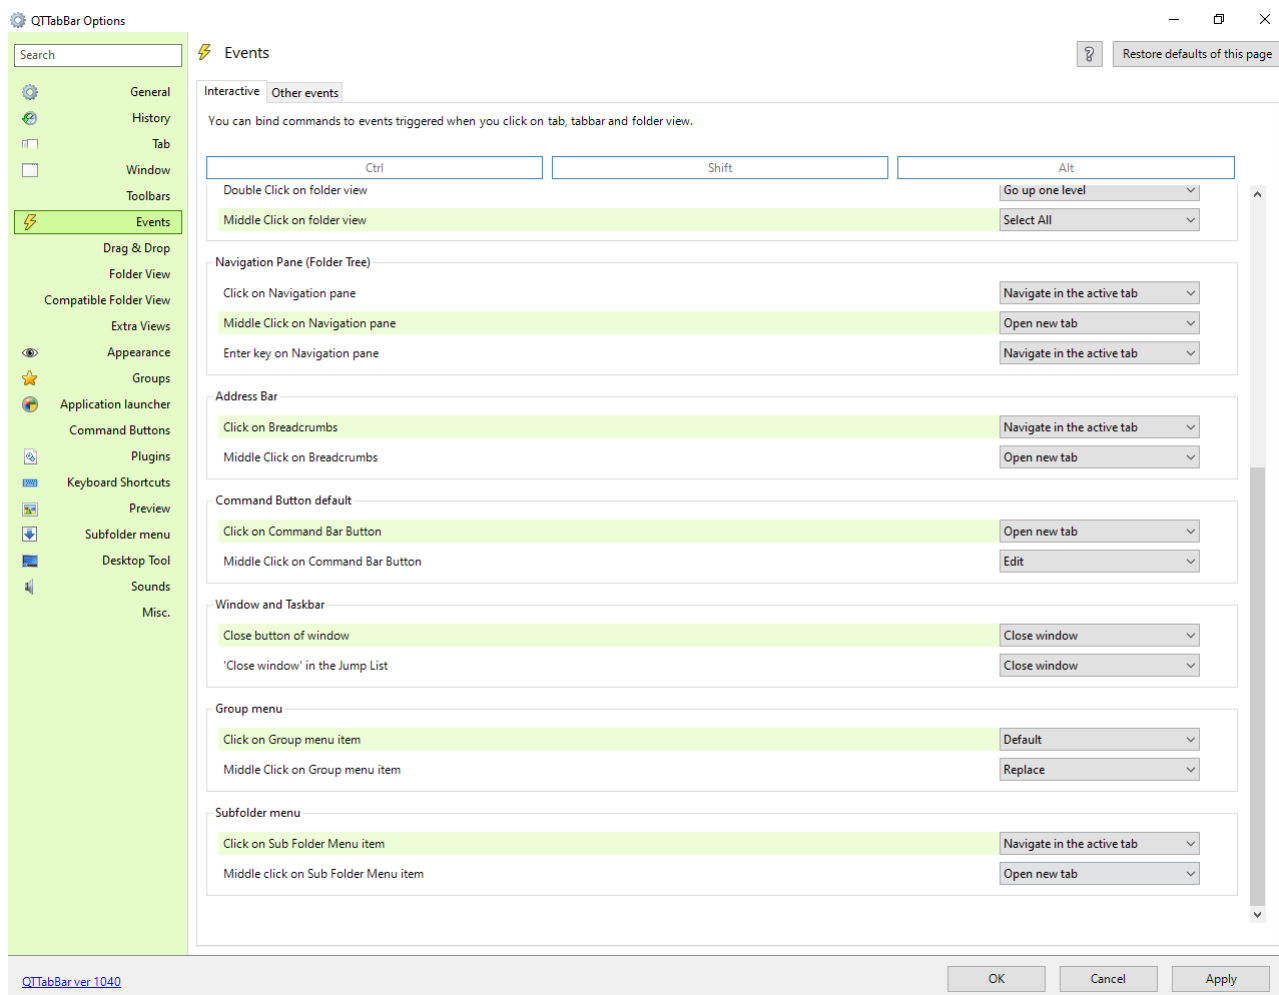 QTTabBar Options
Search
General
History
Tab
Window
Toolbars
Events
Drag & Drop
Folder View
Compatible Folder View
Extra Views
Appearance
Groups
Application launcher
Command Buttons
Plugins
Keyboard Shortcuts
Preview
Subfolder menu
Desktop Tool
Sounds
Misc.
Events
? Restore defaults of this page
Interactive Other events
You can bind commands to events triggered when you click on tab, tabbar and folder view.
Ctrl Shift Alt
Double Click on folder view Go up one level
Middle Click on folder view Select All
Navigation Pane (Folder Tree)
Click on Navigation pane Navigate in the active tab
Middle Click on Navigation pane Open new tab
Enter key on Navigation pane Navigate in the active tab
Address Bar
Click on Breadcrumbs Navigate in the active tab
Middle Click on Breadcrumbs Open new tab
Command Button default
Click on Command Bar Button Open new tab
Middle Click on Command Bar Button Edit
Window and Taskbar
Close button of window Close window
'Close window' in the Jump List Close window
Group menu
Click on Group menu item Default
Middle Click on Group menu item Replace
Subfolder menu
Click on Sub Folder Menu item Navigate in the active tab
Middle click on Sub Folder Menu item Open new tab
QTTabBar ver 1040
OK Cancel Apply